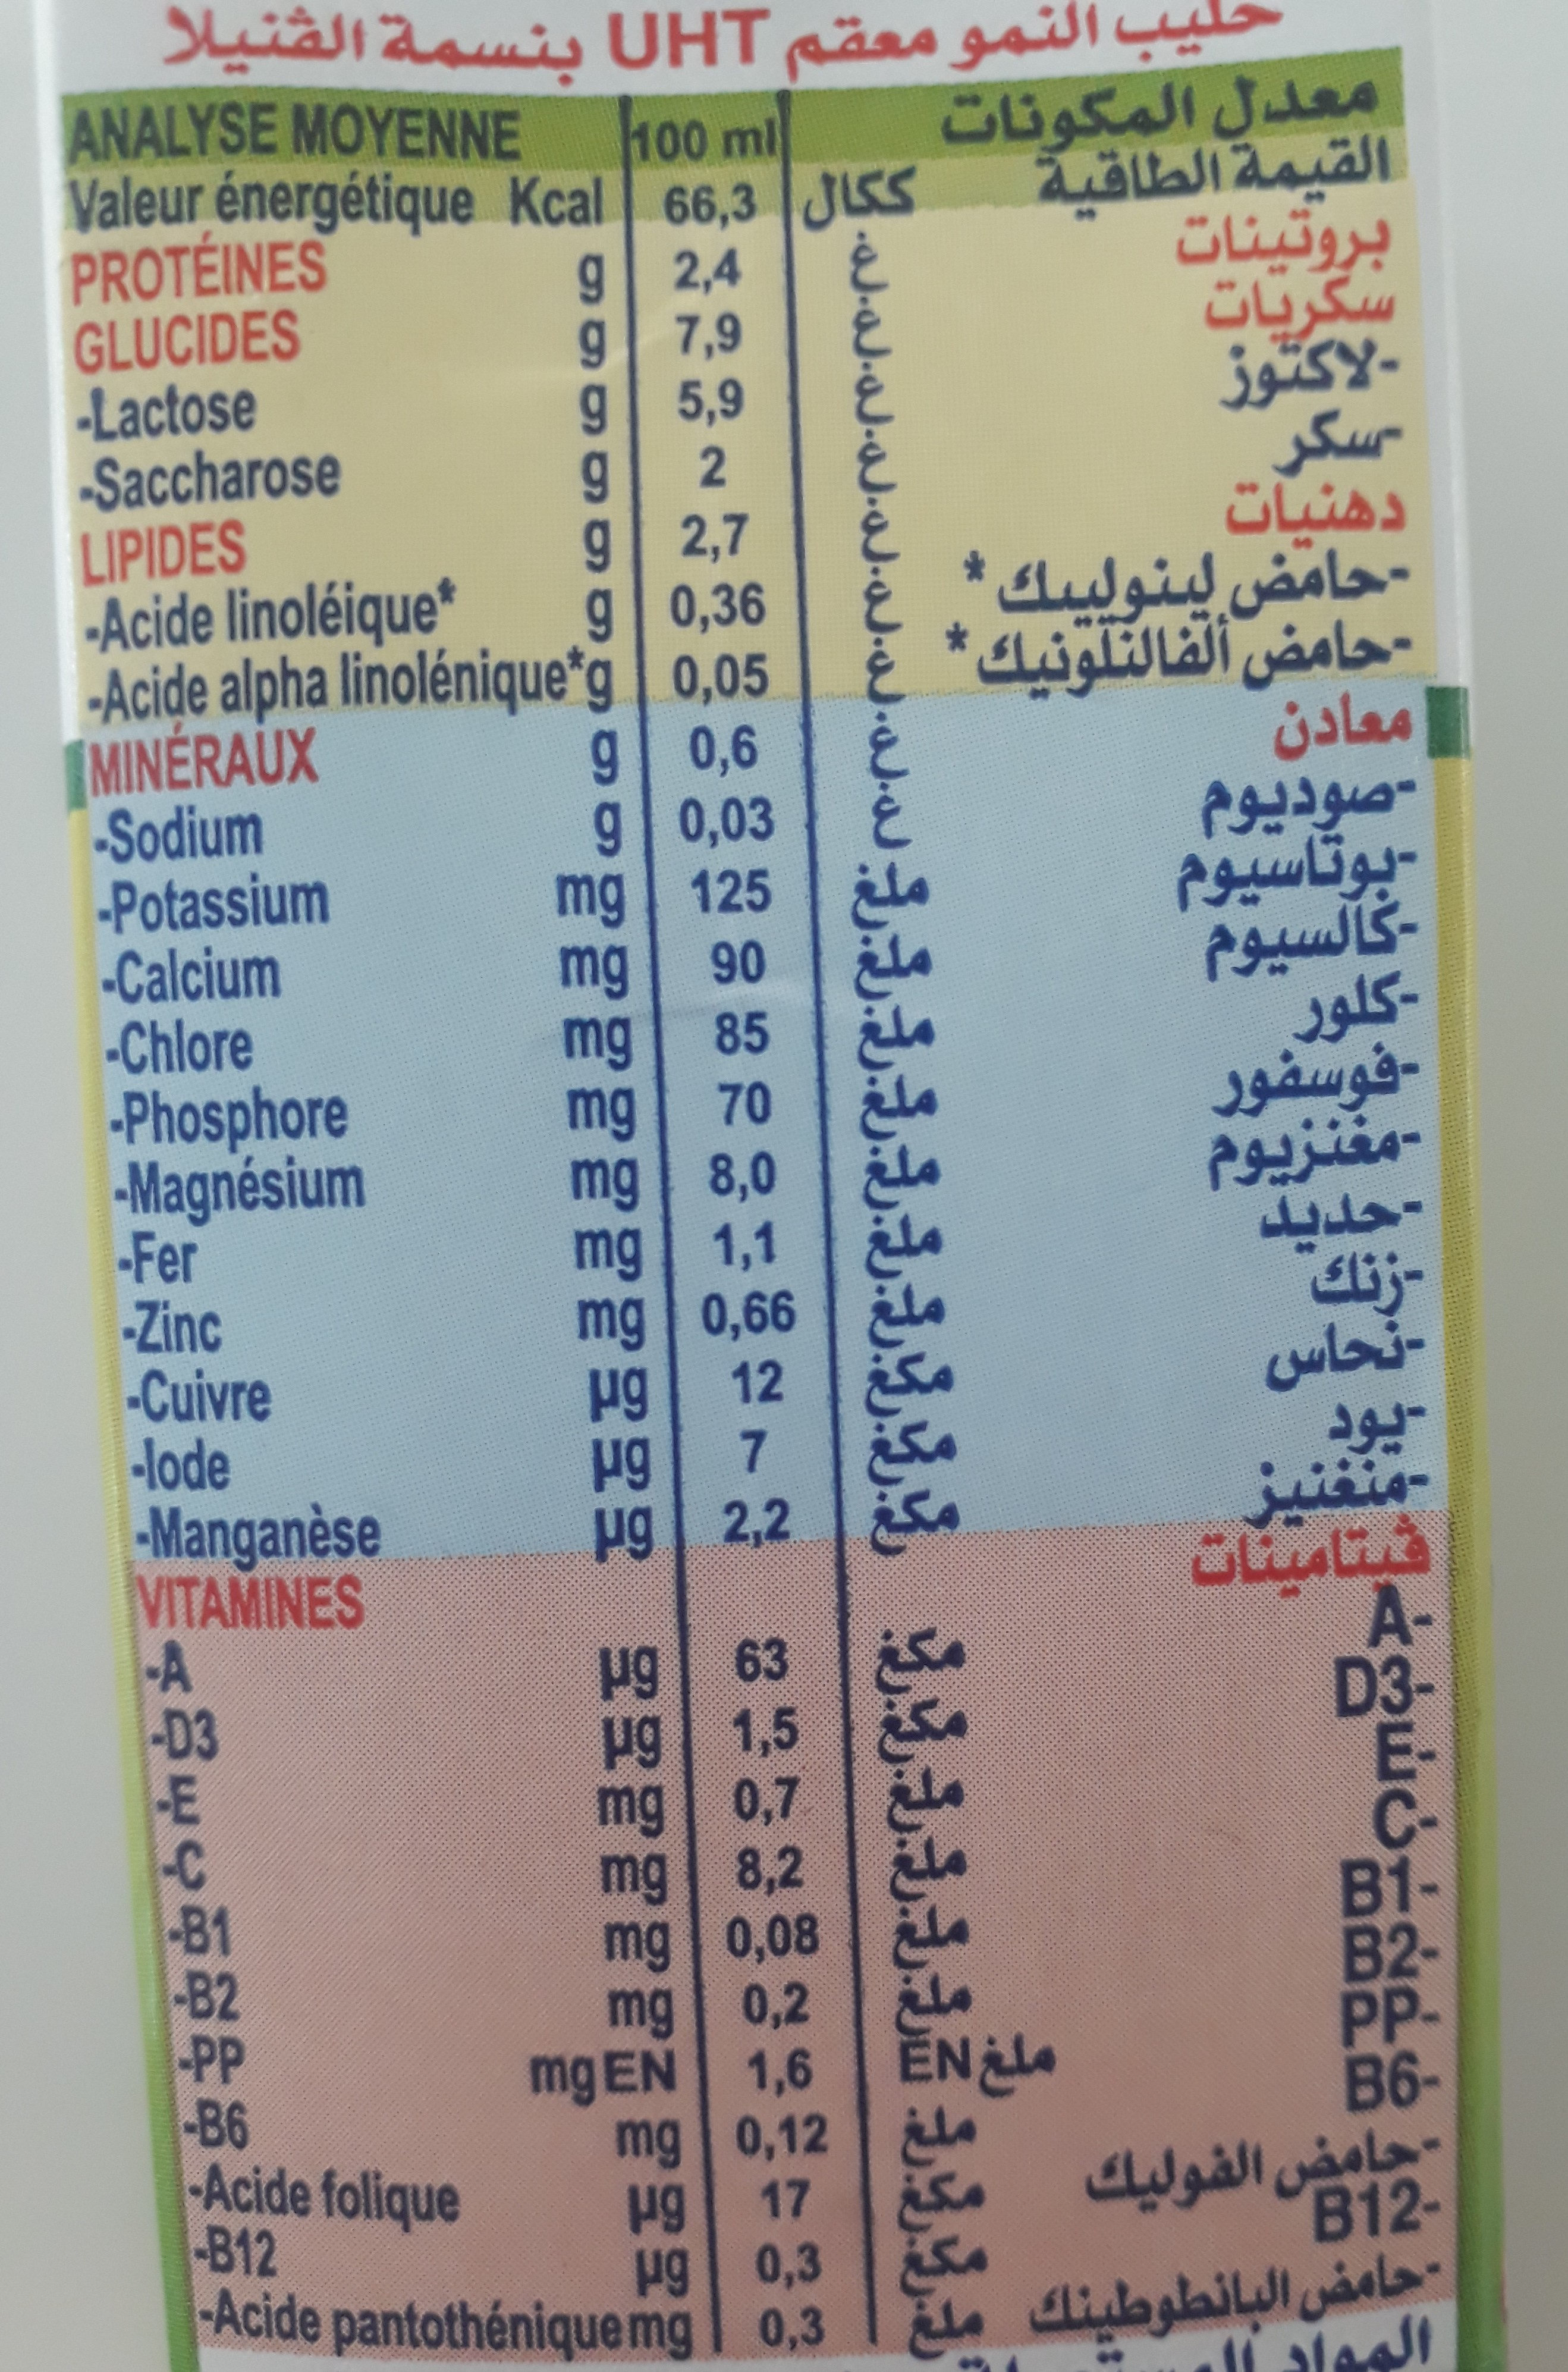 حليب النمو معقم UHT بنسمة الڤنيلا
ANALYSE MOYENNE 100 ml معدل المكونات
Valeur énergétique Kcal 66,3 ككال القيمة الطاقية
PROTÉINES g 2,4 غ بروتينات
GLUCIDES g 7,9 غ سكريات
-Lactose g 5,9 غ -لاكتوز
-Saccharose g 2 غ -سكر
LIPIDES g 2,7 غ دهنيات
-Acide linoléique* g 0,36 غ -حامض لينولييك *
-Acide alpha linolénique*g 0,05 غ -حامض ألفالنلونيك *
MINÉRAUX g 0,6 غ معادن
-Sodium g 0,03 غ -صوديوم
-Potassium mg 125 ملغ -بوتاسيوم
-Calcium mg 90 ملغ -كالسيوم
-Chlore mg 85 ملغ -كلور
-Phosphore mg 70 ملغ -فوسفور
-Magnésium mg 8,0 ملغ -مغنزيوم
-Fer mg 1,1 ملغ -حديد
-Zinc mg 0,66 ملغ -زنك
-Cuivre µg 12 مكغ -نحاس
-Iode µg 7 مكغ -يود
-Manganèse µg 2,2 مكغ -منغنيز
VITAMINES ڤيتامينات
-A µg 63 مكغ A-
-D3 µg 1,5 مكغ D3-
-E mg 0,7 ملغ E-
-C mg 8,2 ملغ C-
-B1 mg 0,08 ملغ B1-
-B2 mg 0,2 ملغ B2-
-PP mg EN 1,6 ملغ EN PP-
-B6 mg 0,12 ملغ B6-
-Acide folique µg 17 مكغ -حامض الفوليك
-B12 µg 0,3 مكغ B12-
-Acide pantothénique mg 0,3 ملغ -حامض البانطوطينك
المواد